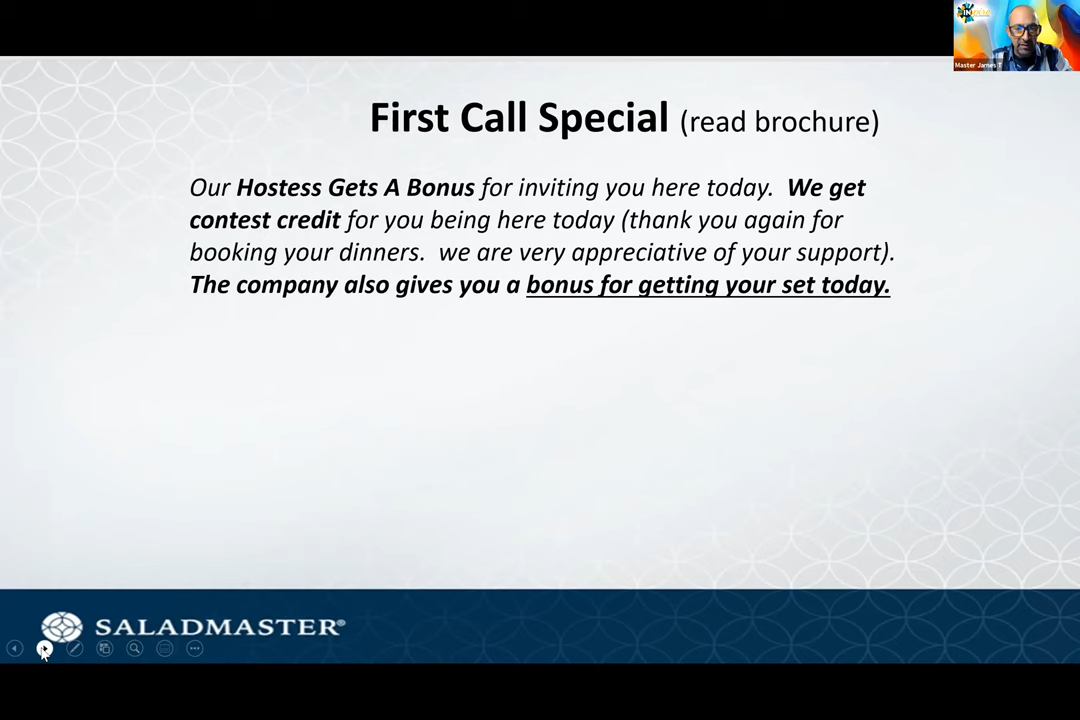 Master James T
First Call Special (read brochure)
Our Hostess Gets A Bonus for inviting you here today.  We get
contest credit for you being here today (thank you again for
booking your dinners.  we are very appreciative of your support).
The company also gives you a bonus for getting your set today.
SALADMASTER®